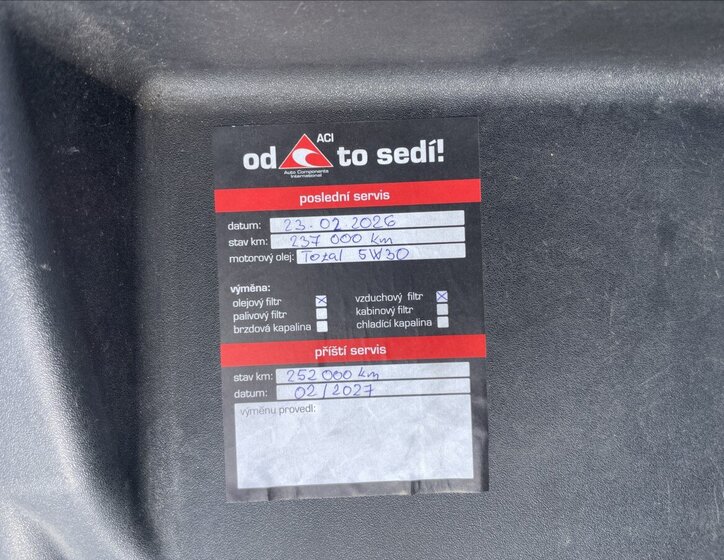 ACI
od to sedí!
Auto Components
International
poslední servis
datum: 23.02.2026
stav km: 237 000 km
motorový olej: Total 5W30
výměna:
olejový filtr vzduchový filtr
palivový filtr kabinový filtr
brzdová kapalina chladící kapalina
příští servis
stav km: 252 000 km
datum: 02/2027
výměnu provedl: